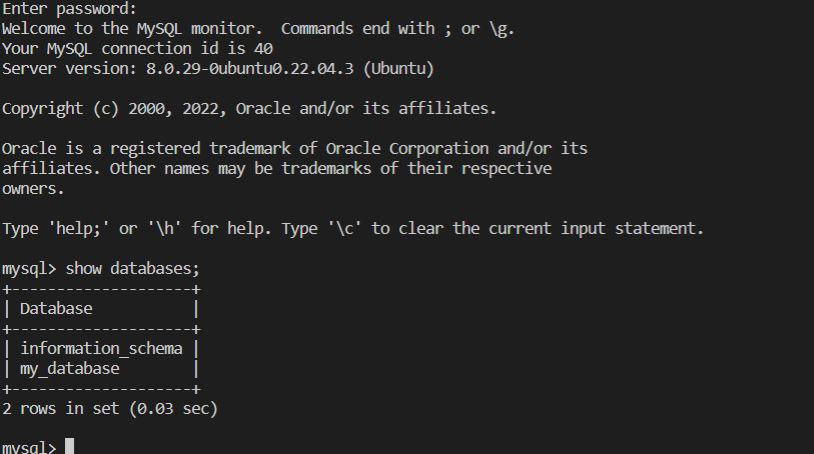 Enter password:
Welcome to the MySQL monitor.  Commands end with ; or \g.
Your MySQL connection id is 40
Server version: 8.0.29-0ubuntu0.22.04.3 (Ubuntu)
Copyright (c) 2000, 2022, Oracle and/or its affiliates.
Oracle is a registered trademark of Oracle Corporation and/or its
affiliates. Other names may be trademarks of their respective
owners.
Type 'help;' or '\h' for help. Type '\c' to clear the current input statement.
mysql> show databases;
+--------------------+
| Database           |
+--------------------+
| information_schema |
| my_database        |
+--------------------+
2 rows in set (0.03 sec)
mysql>